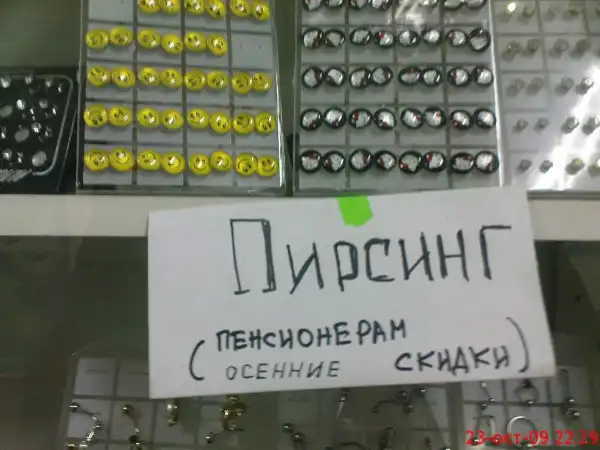 Пирсинг
(ПЕНСИОНЕРАМ
ОСЕННИЕ СКИДКИ)
23-окт-09 22:29